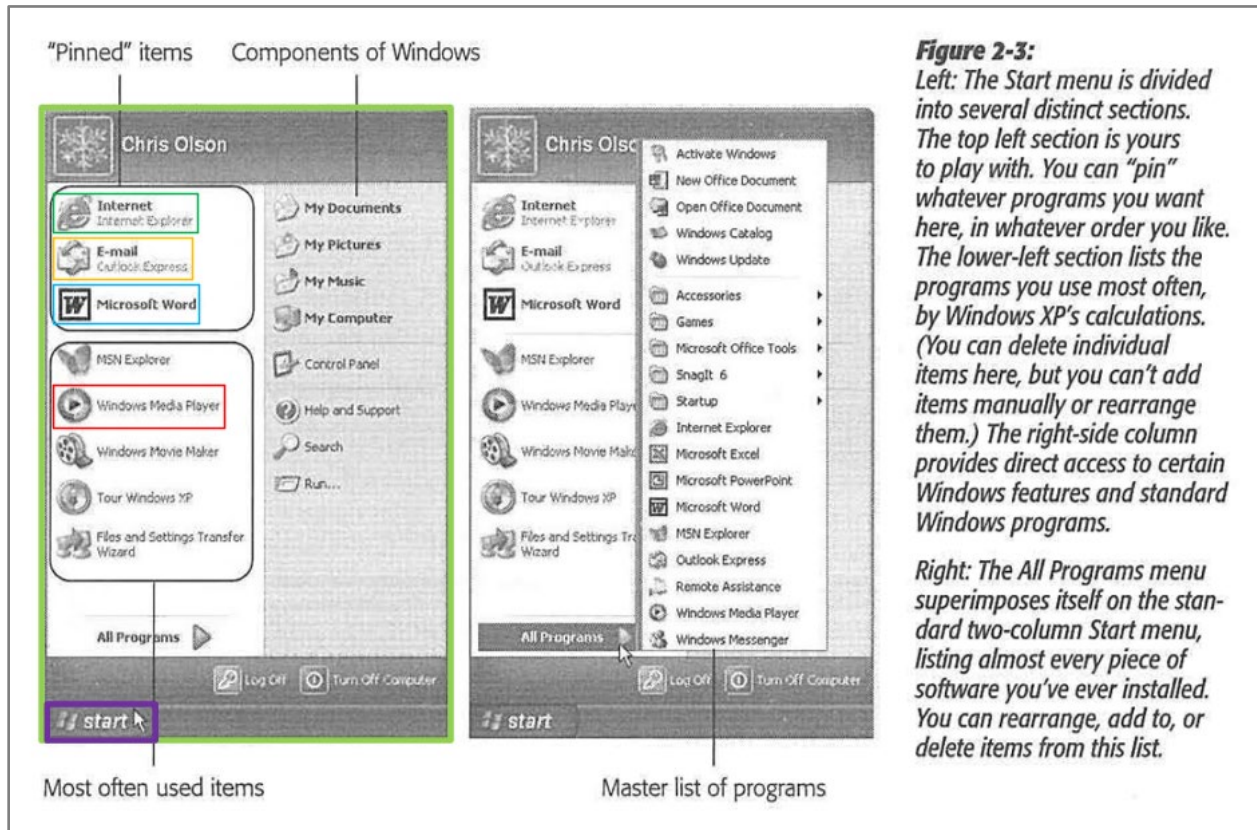 "Pinned" items
Components of Windows
Chris Olson
Internet
Internet Explorer
E-mail
Outlook Express
Microsoft Word
MSN Explorer
Windows Media Player
Windows Movie Maker
Tour Windows XP
Files and Settings Transfer
Wizard
All Programs
My Documents
My Pictures
My Music
My Computer
Control Panel
Help and Support
Search
Run...
Log Off
Turn Off Computer
start
Most often used items
Chris Olso
Internet
Internet Explorer
E-mail
Outlook Express
Microsoft Word
MSN Explorer
Windows Media Playe
Windows Movie Make
Tour Windows XP
Files and Settings Tra
Wizard
All Programs
Activate Windows
New Office Document
Open Office Document
Windows Catalog
Windows Update
Accessories
Games
Microsoft Office Tools
SnagIt 6
Startup
Internet Explorer
Microsoft Excel
Microsoft PowerPoint
Microsoft Word
MSN Explorer
Outlook Express
Remote Assistance
Windows Media Player
Windows Messenger
Log Off
Turn Off Computer
start
Master list of programs
Figure 2-3:
Left: The Start menu is divided
into several distinct sections.
The top left section is yours
to play with. You can "pin"
whatever programs you want
here, in whatever order you like.
The lower-left section lists the
programs you use most often,
by Windows XP's calculations.
(You can delete individual
items here, but you can't add
items manually or rearrange
them.) The right-side column
provides direct access to certain
Windows features and standard
Windows programs.
Right: The All Programs menu
superimposes itself on the stan-
dard two-column Start menu,
listing almost every piece of
software you've ever installed.
You can rearrange, add to, or
delete items from this list.